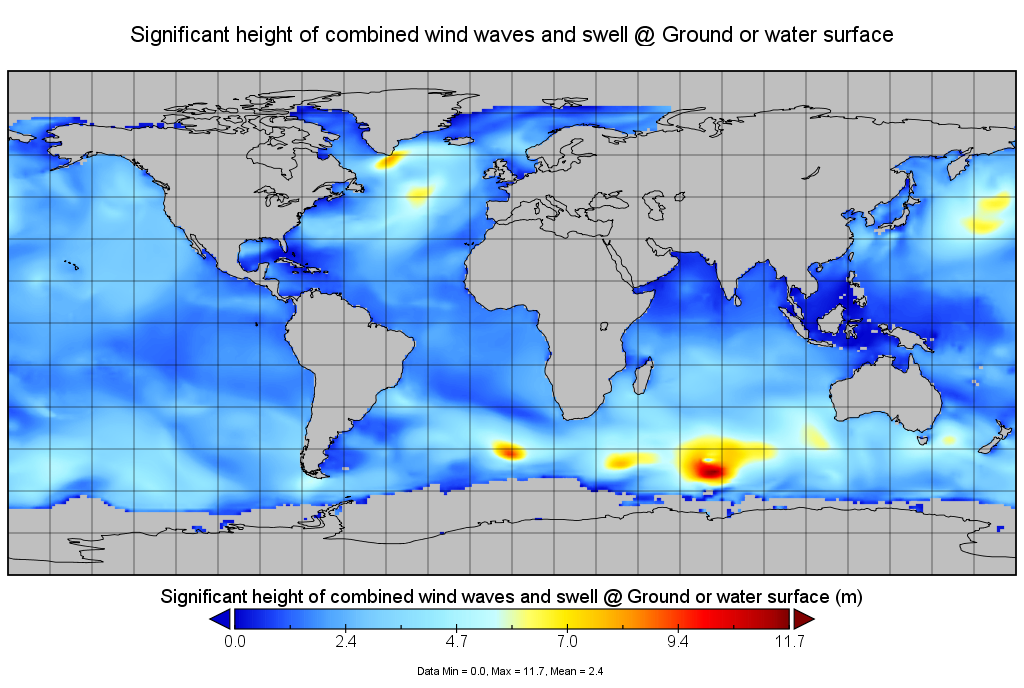 Significant height of combined wind waves and swell @ Ground or water surface
Significant height of combined wind waves and swell @ Ground or water surface (m)
0.0 2.4 4.7 7.0 9.4 11.7
Data Min = 0.0, Max = 11.7, Mean = 2.4